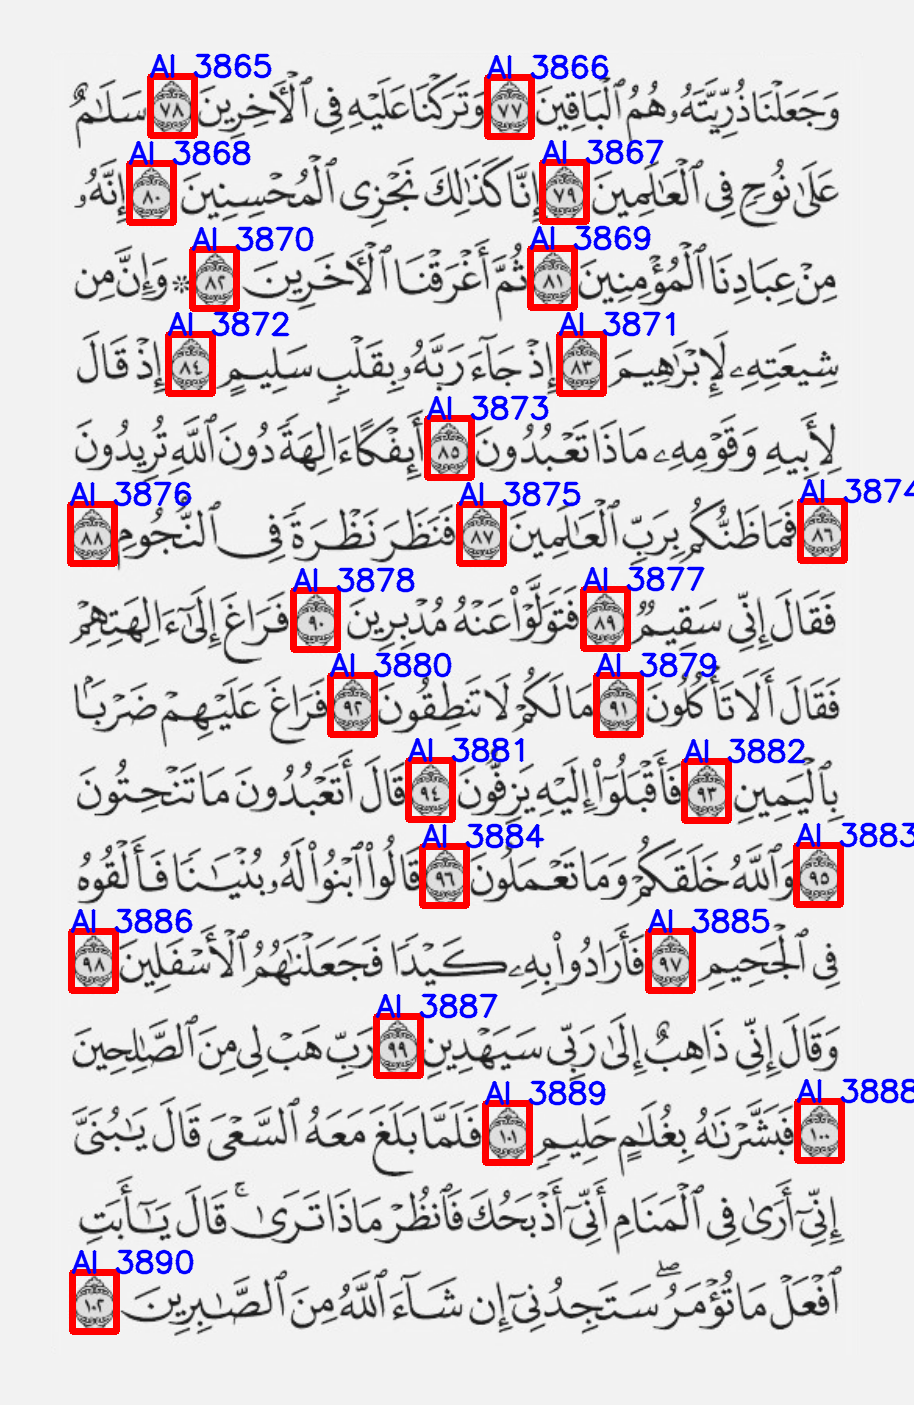 AI_3865 AI_3866
وَجَعَلْنَا ذُرِّيَّتَهُۥ هُمُ ٱلْبَاقِينَ ٧٧ وَتَرَكْنَا عَلَيْهِ فِى ٱلْـَٔاخِرِينَ ٧٨ سَلَـٰمٌ
AI_3868 AI_3867
عَلَىٰ نُوحٍ فِى ٱلْعَـٰلَمِينَ ٧٩ إِنَّا كَذَٰلِكَ نَجْزِى ٱلْمُحْسِنِينَ ٨٠ إِنَّهُۥ
AI_3870 AI_3869
مِنْ عِبَادِنَا ٱلْمُؤْمِنِينَ ٨١ ثُمَّ أَغْرَقْنَا ٱلْـَٔاخَرِينَ ٨٢ * وَإِنَّ مِن
AI_3872 AI_3871
شِيعَتِهِۦ لَإِبْرَٰهِيمَ ٨٣ إِذْ جَآءَ رَبَّهُۥ بِقَلْبٍ سَلِيمٍ ٨٤ إِذْ قَالَ
AI_3873
لِأَبِيهِ وَقَوْمِهِۦ مَاذَا تَعْبُدُونَ ٨٥ أَئِفْكًا ءَالِهَةً دُونَ ٱللَّهِ تُرِيدُونَ
AI_3876 AI_3875 AI_3874
٨٦ فَمَا ظَنُّكُم بِرَبِّ ٱلْعَـٰلَمِينَ ٨٧ فَنَظَرَ نَظْرَةً فِى ٱلنُّجُومِ ٨٨
AI_3878 AI_3877
فَقَالَ إِنِّى سَقِيمٌ ٨٩ فَتَوَلَّوْا۟ عَنْهُ مُدْبِرِينَ ٩٠ فَرَاغَ إِلَىٰٓ ءَالِهَتِهِمْ
AI_3880 AI_3879
فَقَالَ أَلَا تَأْكُلُونَ ٩١ مَا لَكُمْ لَا تَنطِقُونَ ٩٢ فَرَاغَ عَلَيْهِمْ ضَرْبًۢا
AI_3881 AI_3882
بِٱلْيَمِينِ ٩٣ فَأَقْبَلُوٓا۟ إِلَيْهِ يَزِفُّونَ ٩٤ قَالَ أَتَعْبُدُونَ مَا تَنْحِتُونَ
AI_3884 AI_3883
٩٥ وَٱللَّهُ خَلَقَكُمْ وَمَا تَعْمَلُونَ ٩٦ قَالُوا۟ ٱبْنُوا۟ لَهُۥ بُنْيَـٰنًا فَأَلْقُوهُ
AI_3886 AI_3885
فِى ٱلْجَحِيمِ ٩٧ فَأَرَادُوا۟ بِهِۦ كَيْدًا فَجَعَلْنَـٰهُمُ ٱلْأَسْفَلِينَ ٩٨
AI_3887
وَقَالَ إِنِّى ذَاهِبٌ إِلَىٰ رَبِّى سَيَهْدِينِ ٩٩ رَبِّ هَبْ لِى مِنَ ٱلصَّـٰلِحِينَ
AI_3889 AI_3888
١٠٠ فَبَشَّرْنَـٰهُ بِغُلَـٰمٍ حَلِيمٍ ١٠١ فَلَمَّا بَلَغَ مَعَهُ ٱلسَّعْىَ قَالَ يَـٰبُنَىَّ
إِنِّىٓ أَرَىٰ فِى ٱلْمَنَامِ أَنِّىٓ أَذْبَحُكَ فَٱنظُرْ مَاذَا تَرَىٰ ۚ قَالَ يَـٰٓأَبَتِ
AI_3890
ٱفْعَلْ مَا تُؤْمَرُ ۖ سَتَجِدُنِىٓ إِن شَآءَ ٱللَّهُ مِنَ ٱلصَّـٰبِرِينَ ١٠٢